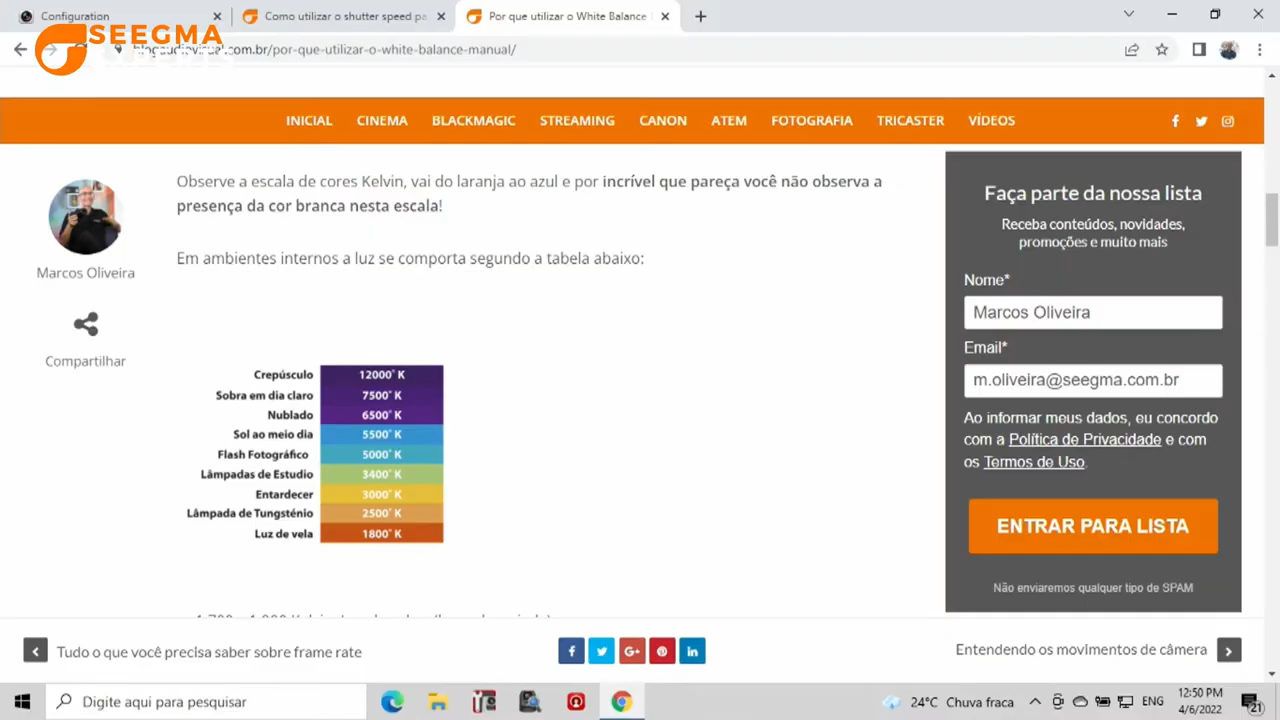 Configuration
Como utilizar o shutter speed pa
Por que utilizar o White Balance
SEEGMA
blogaudiovisual.com.br/por-que-utilizar-o-white-balance-manual/
INICIAL CINEMA BLACKMAGIC STREAMING CANON ATEM FOTOGRAFIA TRICASTER VÍDEOS
Marcos Oliveira
Compartilhar
Observe a escala de cores Kelvin, vai do laranja ao azul e por incrível que pareça você não observa a
presença da cor branca nesta escala!
Em ambientes internos a luz se comporta segundo a tabela abaixo:
Crepúsculo 12000° K
Sobra em dia claro 7500° K
Nublado 6500° K
Sol ao meio dia 5500° K
Flash Fotográfico 5000° K
Lâmpadas de Estudio 3400° K
Entardecer 3000° K
Lâmpada de Tungsténio 2500° K
Luz de vela 1800° K
Faça parte da nossa lista
Receba conteúdos, novidades,
promoções e muito mais
Nome*
Marcos Oliveira
Email*
m.oliveira@seegma.com.br
Ao informar meus dados, eu concordo
com a Política de Privacidade e com
os Termos de Uso.
ENTRAR PARA LISTA
Não enviaremos qualquer tipo de SPAM
Tudo o que você precisa saber sobre frame rate
Entendendo os movimentos de câmera
Digite aqui para pesquisar
24°C Chuva fraca
ENG
12:50 PM
4/6/2022
21